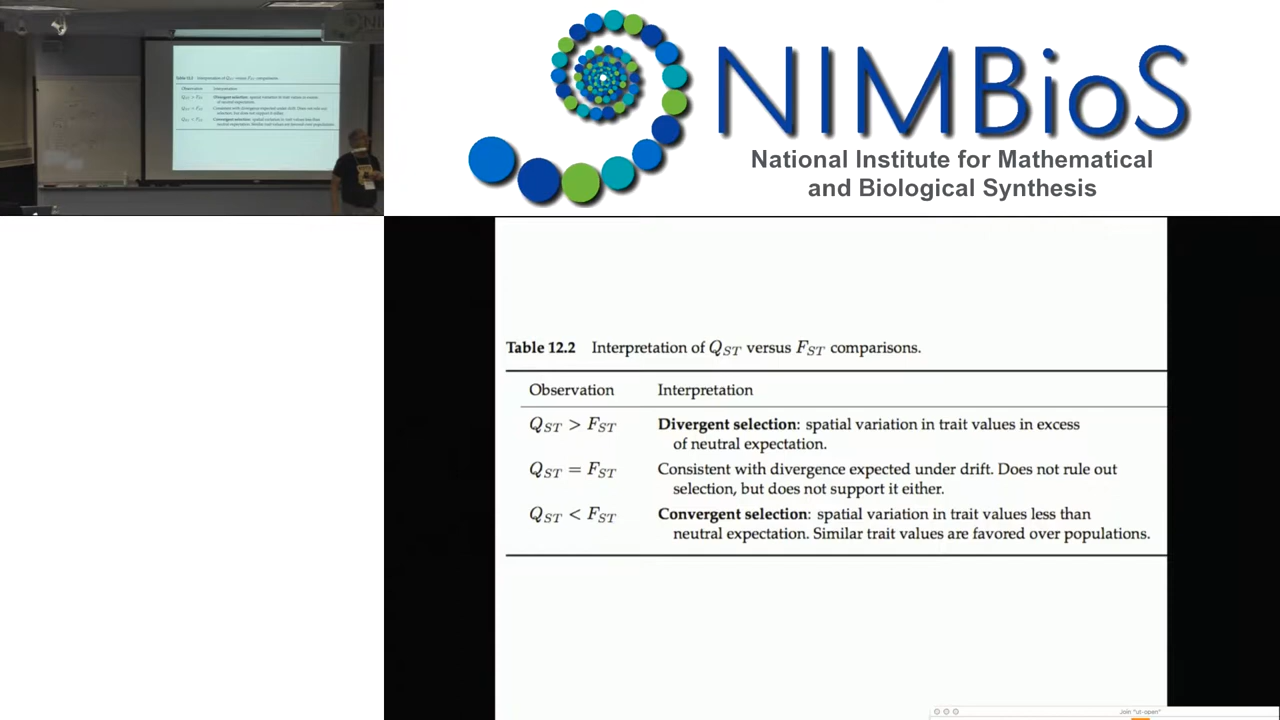 NIMBioS
National Institute for Mathematical
and Biological Synthesis
Table 12.2 Interpretation of Q_ST versus F_ST comparisons.
Observation Interpretation
Q_ST > F_ST Divergent selection: spatial variation in trait values in excess
of neutral expectation.
Q_ST = F_ST Consistent with divergence expected under drift. Does not rule out
selection, but does not support it either.
Q_ST < F_ST Convergent selection: spatial variation in trait values less than
neutral expectation. Similar trait values are favored over populations.
Join "ut-open"